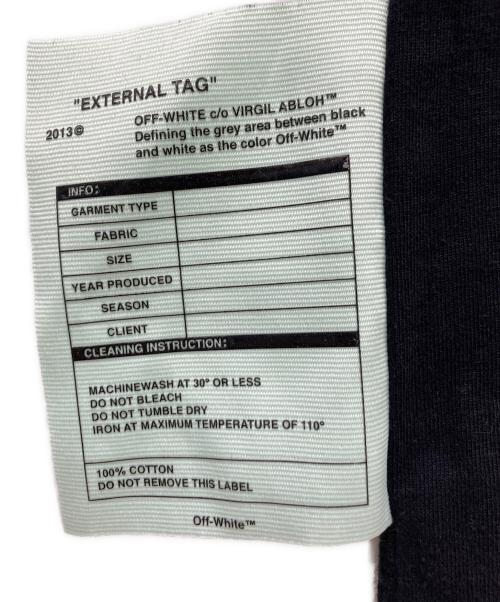 "EXTERNAL TAG"
2013©
OFF-WHITE c/o VIRGIL ABLOH™
Defining the grey area between black
and white as the color Off-White™
INFO:
GARMENT TYPE
FABRIC
SIZE
YEAR PRODUCED
SEASON
CLIENT
CLEANING INSTRUCTION:
MACHINEWASH AT 30° OR LESS
DO NOT BLEACH
DO NOT TUMBLE DRY
IRON AT MAXIMUM TEMPERATURE OF 110°
100% COTTON
DO NOT REMOVE THIS LABEL
Off-White™